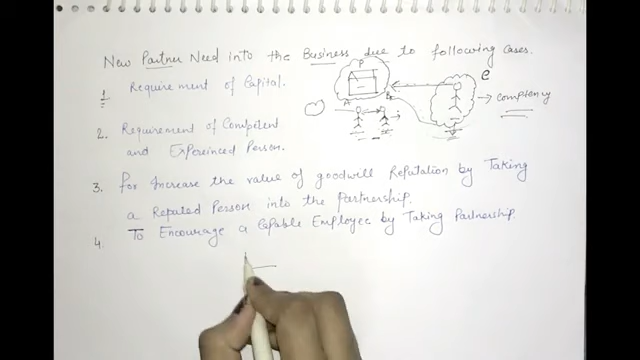 New Partner Need into the Business due to following cases.
1 Requirement of Capital.
P
A
B
C
→ Comptency
2. Requirement of Competent
and Expereinced Person.
3. For Increase the value of goodwill Reputation by Taking
a Reputed Person into the Partnership.
4. To Encourage a Capable Employee by Taking Partnership.